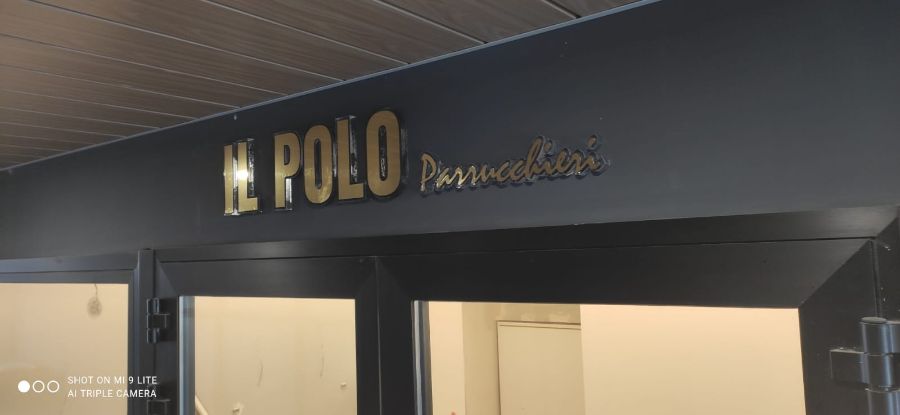 IL POLO Parrucchieri
SHOT ON MI 9 LITE
AI TRIPLE CAMERA